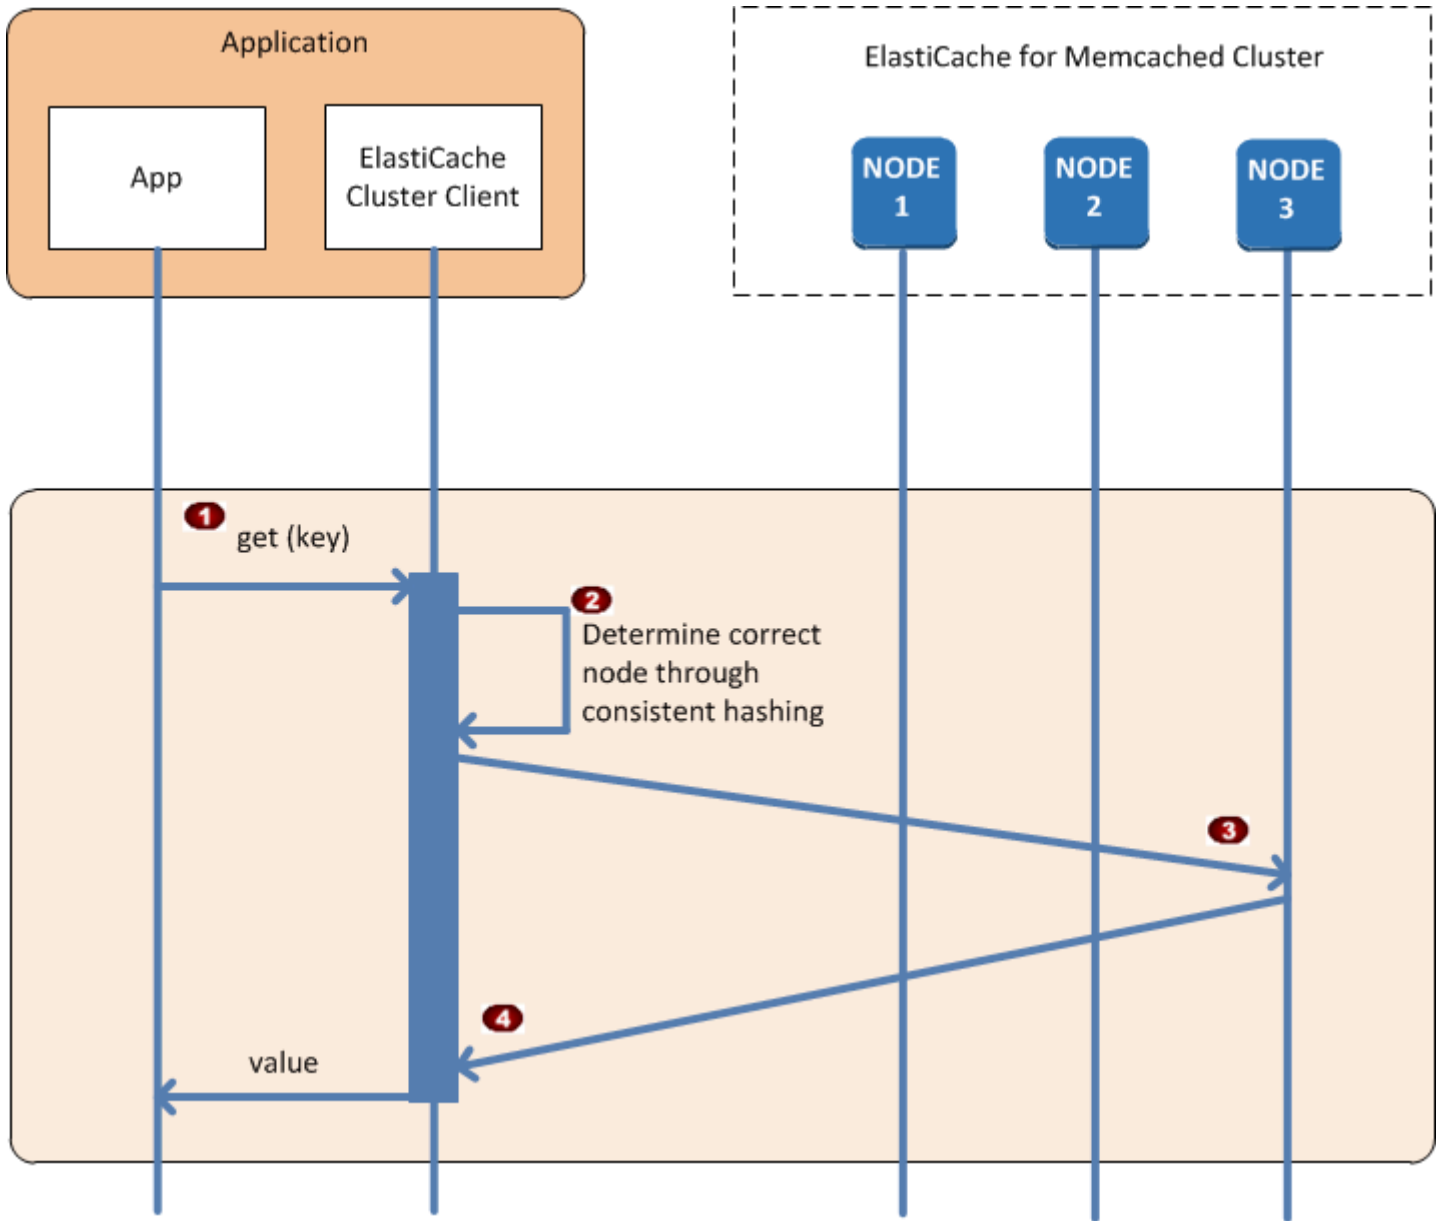 Application
App
ElastiCache
Cluster Client
ElastiCache for Memcached Cluster
NODE
1
NODE
2
NODE
3
1
get (key)
2
Determine correct
node through
consistent hashing
3
4
value